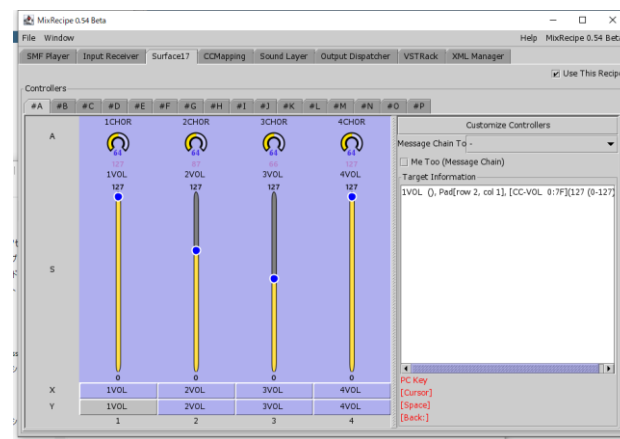 MixRecipe 0.54 Beta
File Window Help MixRecipe 0.54 Beta
SMF Player Input Receiver Surface17 CCMapping Sound Layer Output Dispatcher VSTRack XML Manager
Use This Recipe
Controllers
#A #B #C #D #E #F #G #H #I #J #K #L #M #N #O #P
1CHOR 2CHOR 3CHOR 4CHOR
A
64 64 64 64
127 87 66 127
1VOL 2VOL 3VOL 4VOL
127 127 127 127
S
0 0 0 0
X 1VOL 2VOL 3VOL 4VOL
Y 1VOL 2VOL 3VOL 4VOL
1 2 3 4
Customize Controllers
Message Chain To -
Me Too (Message Chain)
Target Information
1VOL (), Pad[row 2, col 1], [CC-VOL 0:7F](127 (0-127)
PC Key
[Cursor]
[Space]
[Back:]